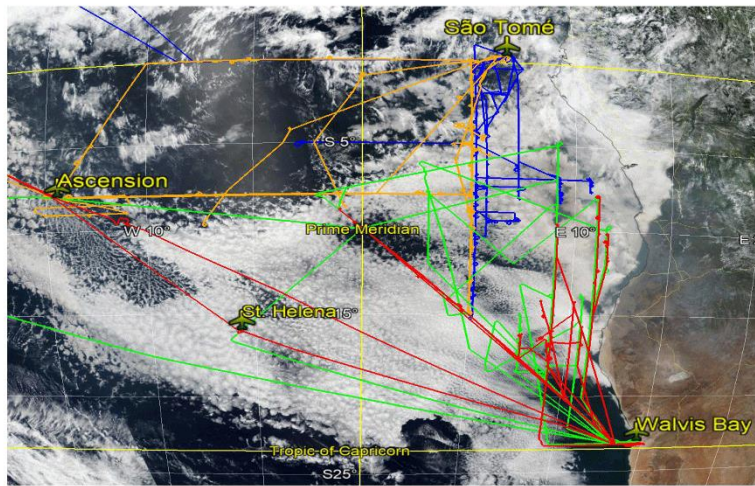 São Tomé
S 5°
Ascension
W 10°
Prime Meridian
E 10°
E
St. Helena
15°
Walvis Bay
Tropic of Capricorn
S25°